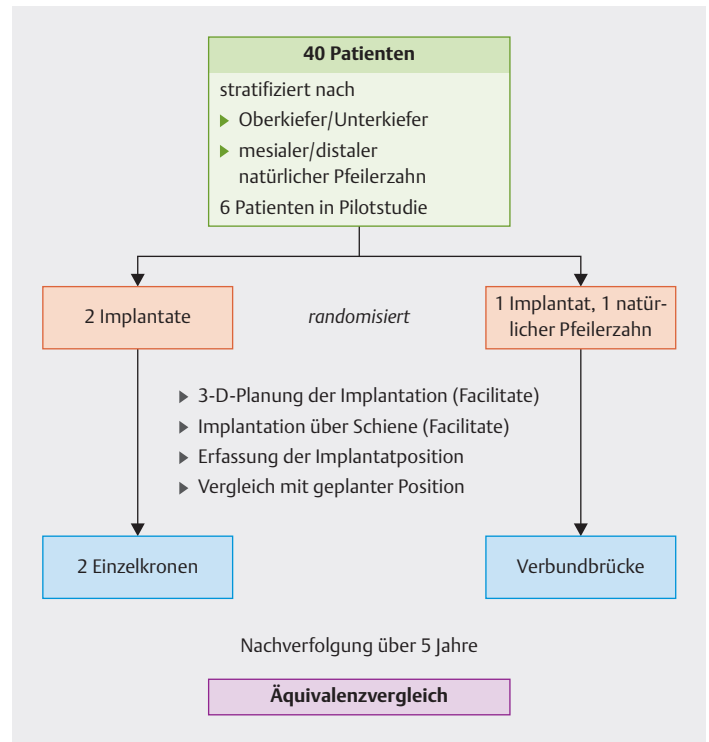 40 Patienten
stratifiziert nach
▶ Oberkiefer/Unterkiefer
▶ mesialer/distaler
natürlicher Pfeilerzahn
6 Patienten in Pilotstudie
2 Implantate
randomisiert
1 Implantat, 1 natür-
licher Pfeilerzahn
▶ 3-D-Planung der Implantation (Facilitate)
▶ Implantation über Schiene (Facilitate)
▶ Erfassung der Implantatposition
▶ Vergleich mit geplanter Position
2 Einzelkronen
Verbundbrücke
Nachverfolgung über 5 Jahre
Äquivalenzvergleich